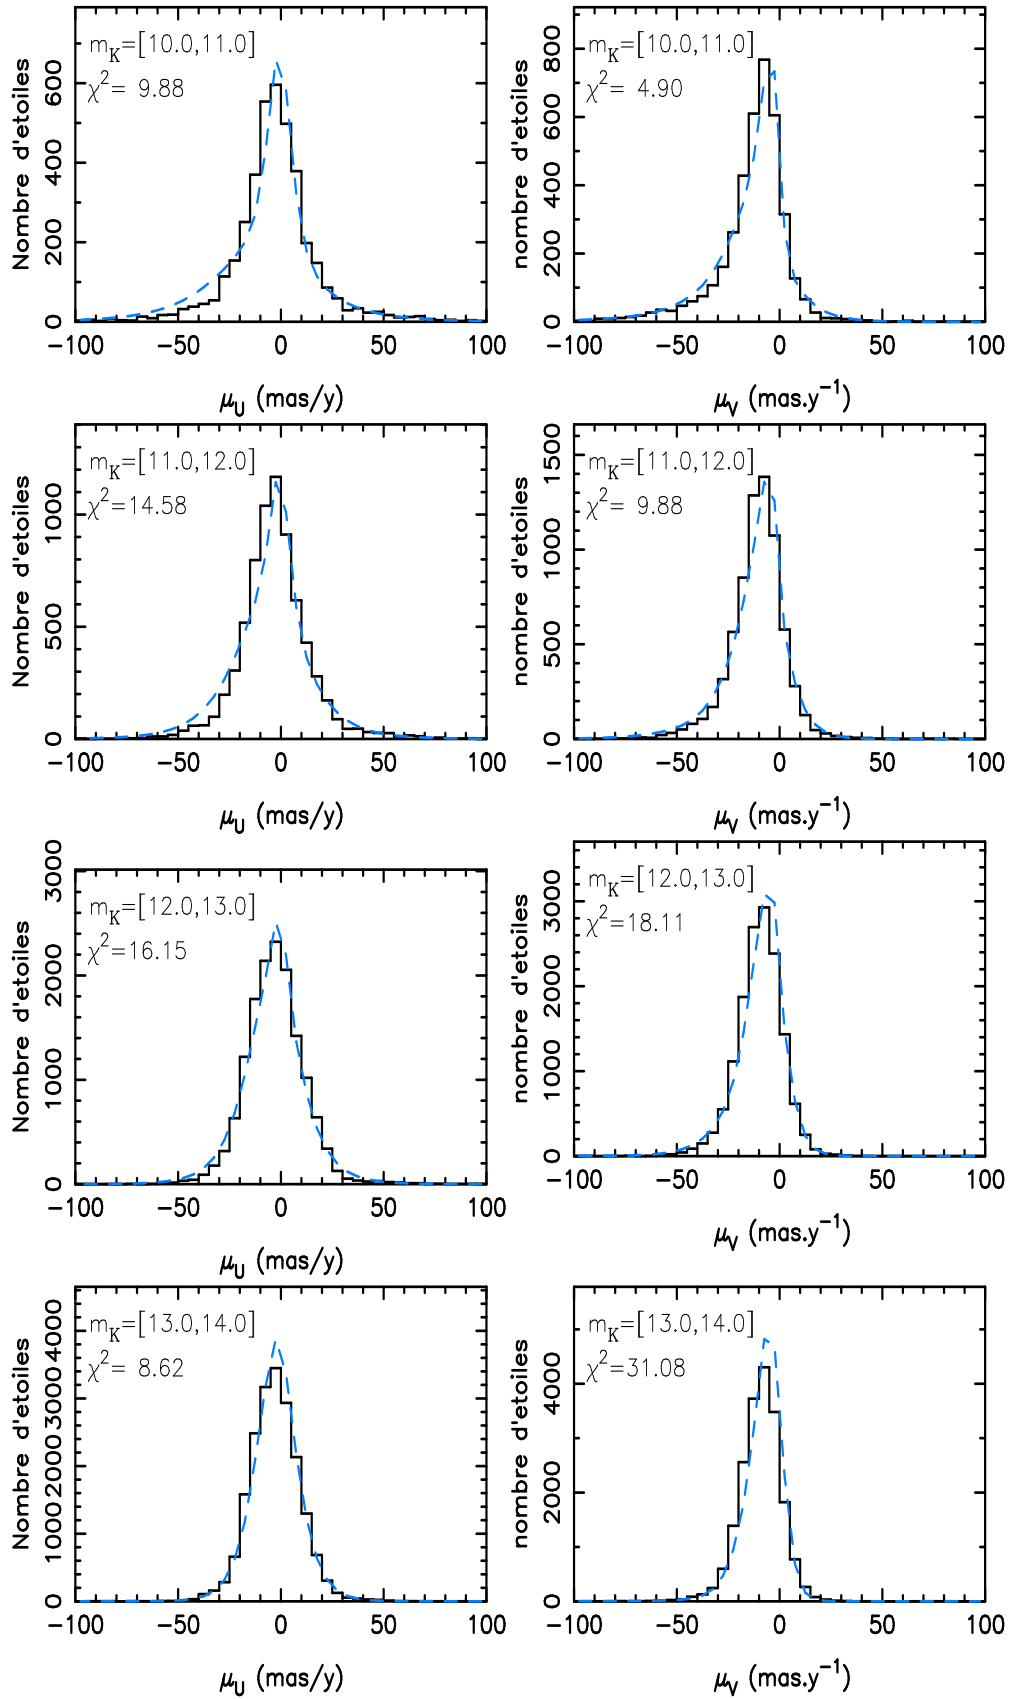 m_K=[10.0,11.0]
χ²= 9.88
Nombre d'etoiles
0 200 400 600
−100 −50 0 50 100
μ_U (mas/y)
m_K=[10.0,11.0]
χ²= 4.90
nombre d'etoiles
0 200 400 600 800
−100 −50 0 50 100
μ_V (mas.y⁻¹)
m_K=[11.0,12.0]
χ²=14.58
Nombre d'etoiles
0 500 1000
−100 −50 0 50 100
μ_U (mas/y)
m_K=[11.0,12.0]
χ²= 9.88
nombre d'etoiles
0 500 1000 1500
−100 −50 0 50 100
μ_V (mas.y⁻¹)
m_K=[12.0,13.0]
χ²=16.15
Nombre d'etoiles
0 1000 2000 3000
−100 −50 0 50 100
μ_U (mas/y)
m_K=[12.0,13.0]
χ²=18.11
nombre d'etoiles
0 1000 2000 3000
−100 −50 0 50 100
μ_V (mas.y⁻¹)
m_K=[13.0,14.0]
χ²= 8.62
Nombre d'etoiles
0 1000 2000 3000 4000
−100 −50 0 50 100
μ_U (mas/y)
m_K=[13.0,14.0]
χ²=31.08
nombre d'etoiles
0 2000 4000
−100 −50 0 50 100
μ_V (mas.y⁻¹)